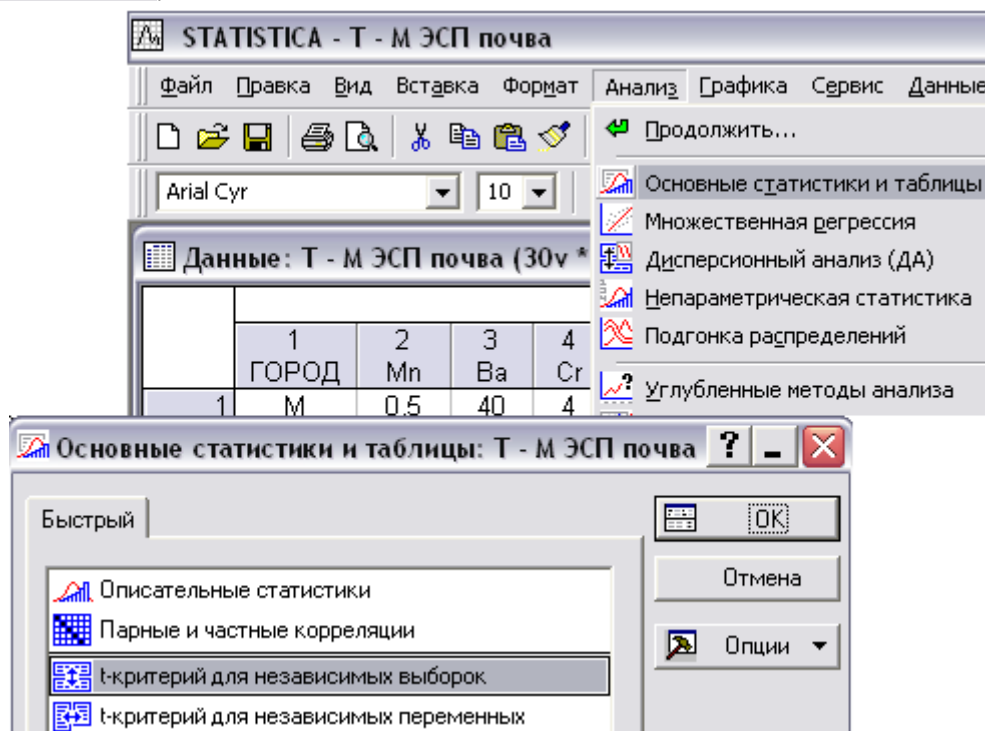 STATISTICA - Т - М ЭСП почва
Файл Правка Вид Вставка Формат Анализ Графика Сервис Данные
Продолжить...
Arial Cyr 10
Основные статистики и таблицы
Множественная регрессия
Данные: Т - М ЭСП почва (30v *
Дисперсионный анализ (ДА)
Непараметрическая статистика
Подгонка распределений
Углубленные методы анализа
1 2 3 4
ГОРОД Mn Ba Cr
1 М 0,5 40 4
Основные статистики и таблицы: Т - М ЭСП почва ?
Быстрый
OK
Отмена
Опции
Описательные статистики
Парные и частные корреляции
t-критерий для независимых выборок
t-критерий для независимых переменных